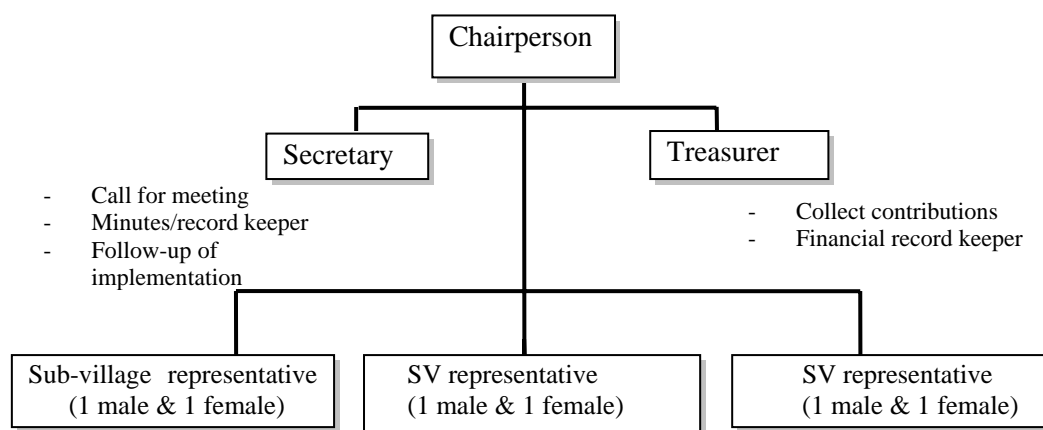 Chairperson
Secretary
Treasurer
- Call for meeting
- Minutes/record keeper
- Follow-up of
implementation
- Collect contributions
- Financial record keeper
Sub-village representative
(1 male & 1 female)
SV representative
(1 male & 1 female)
SV representative
(1 male & 1 female)